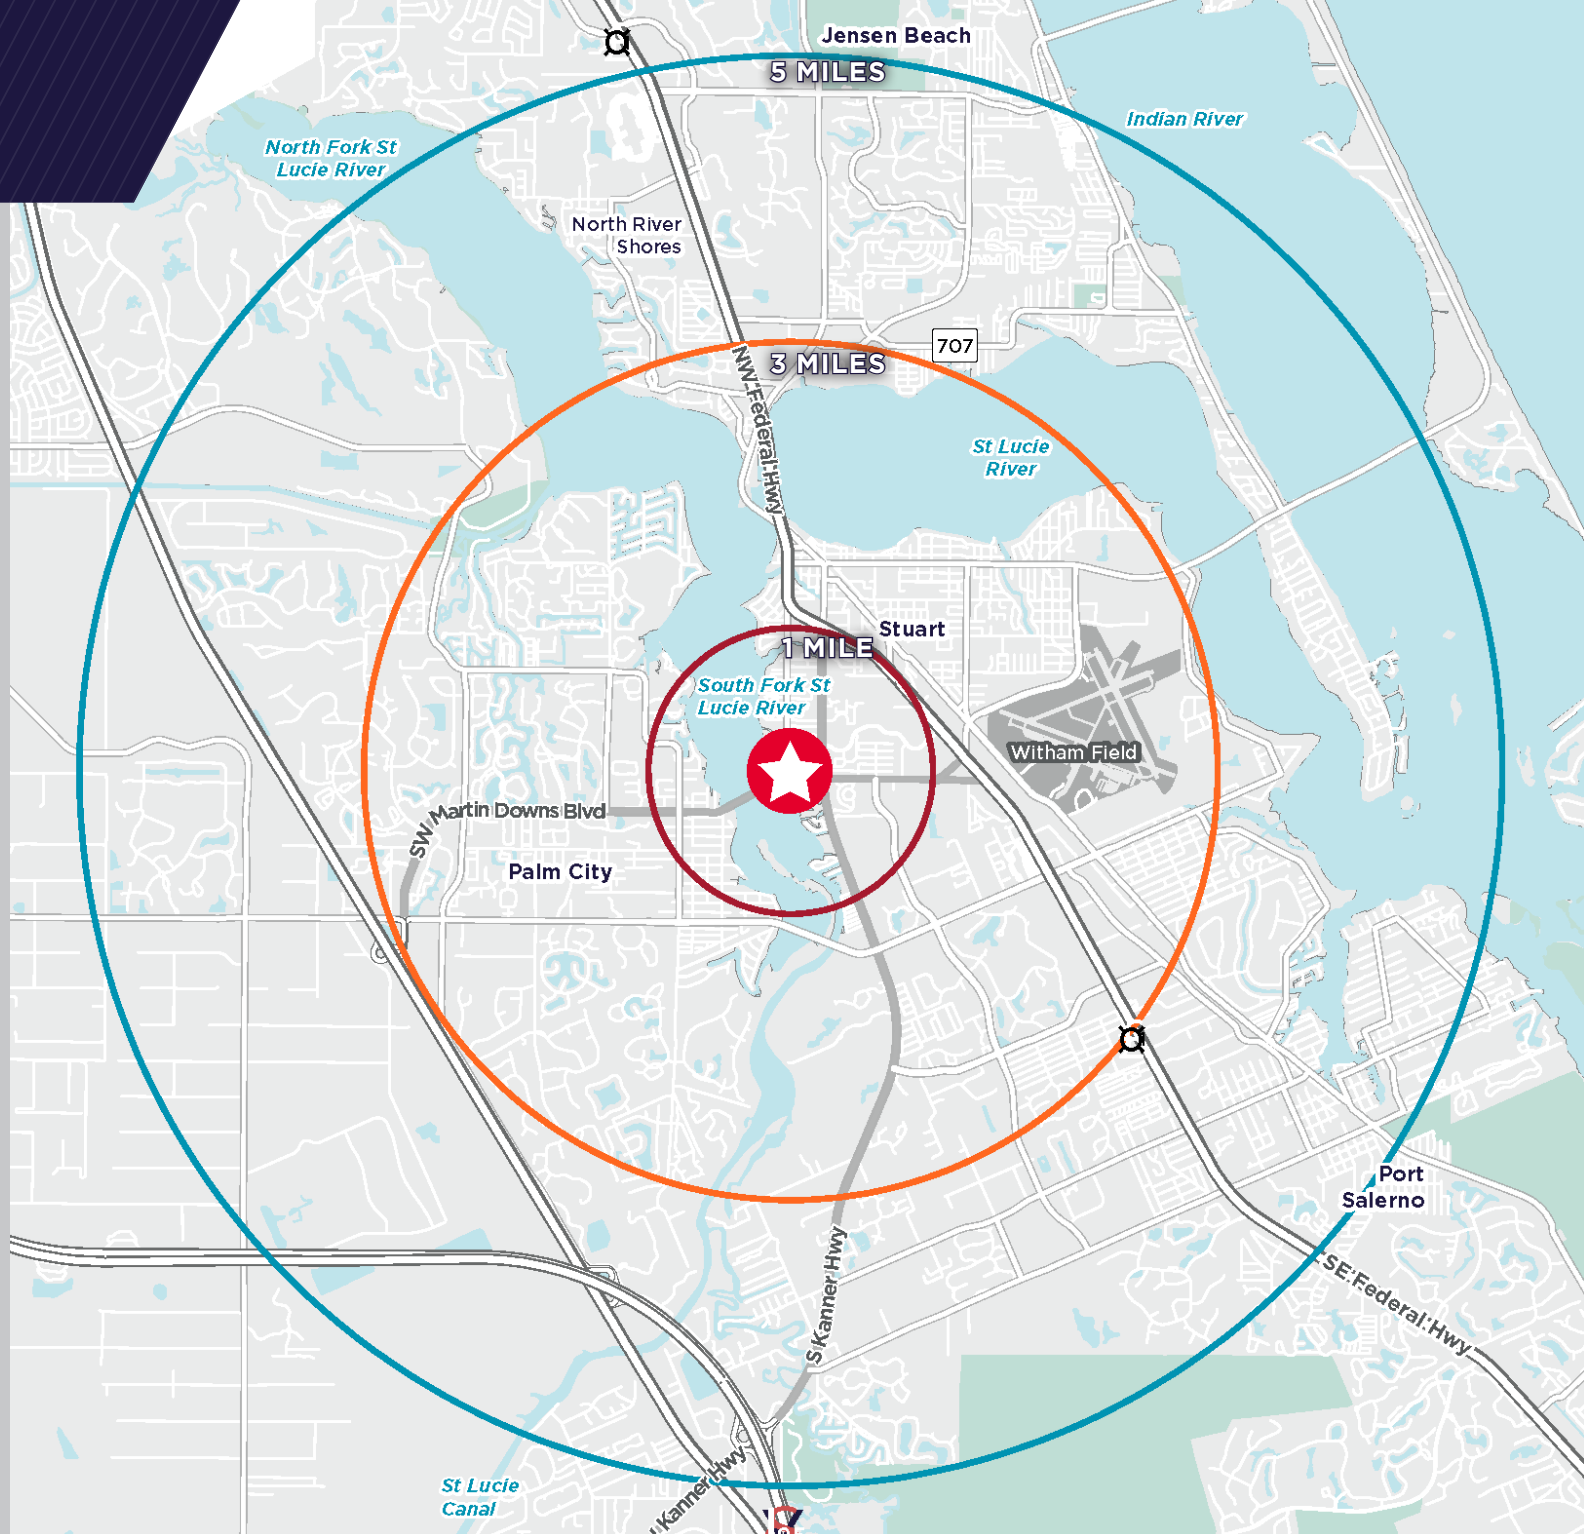 Jensen Beach
5 MILES
Indian River
North Fork St
Lucie River
North River
Shores
707
3 MILES
NW Federal Hwy
St Lucie
River
Stuart
1 MILE
South Fork St
Lucie River
Witham Field
SW Martin Downs Blvd
Palm City
Port
Salerno
S Kanner Hwy
SE Federal Hwy
Kanner Hwy
St Lucie
Canal